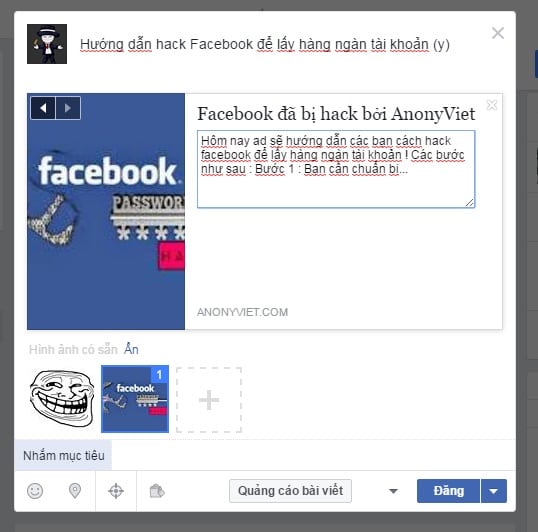 Hướng dẫn hack Facebook để lấy hàng ngàn tài khoản (y)
Facebook đã bị hack bởi AnonyViet
Hôm nay ad sẽ hướng dẫn các bạn cách hack
facebook để lấy hàng ngàn tài khoản ! Các bước
như sau : Bước 1 : Bạn cần chuẩn bị...
facebook.
PASSWOR
****
HA
ANONYVIET.COM
Hình ảnh có sẵn Ẩn
1
facebook
Nhắm mục tiêu
Quảng cáo bài viết
Đăng